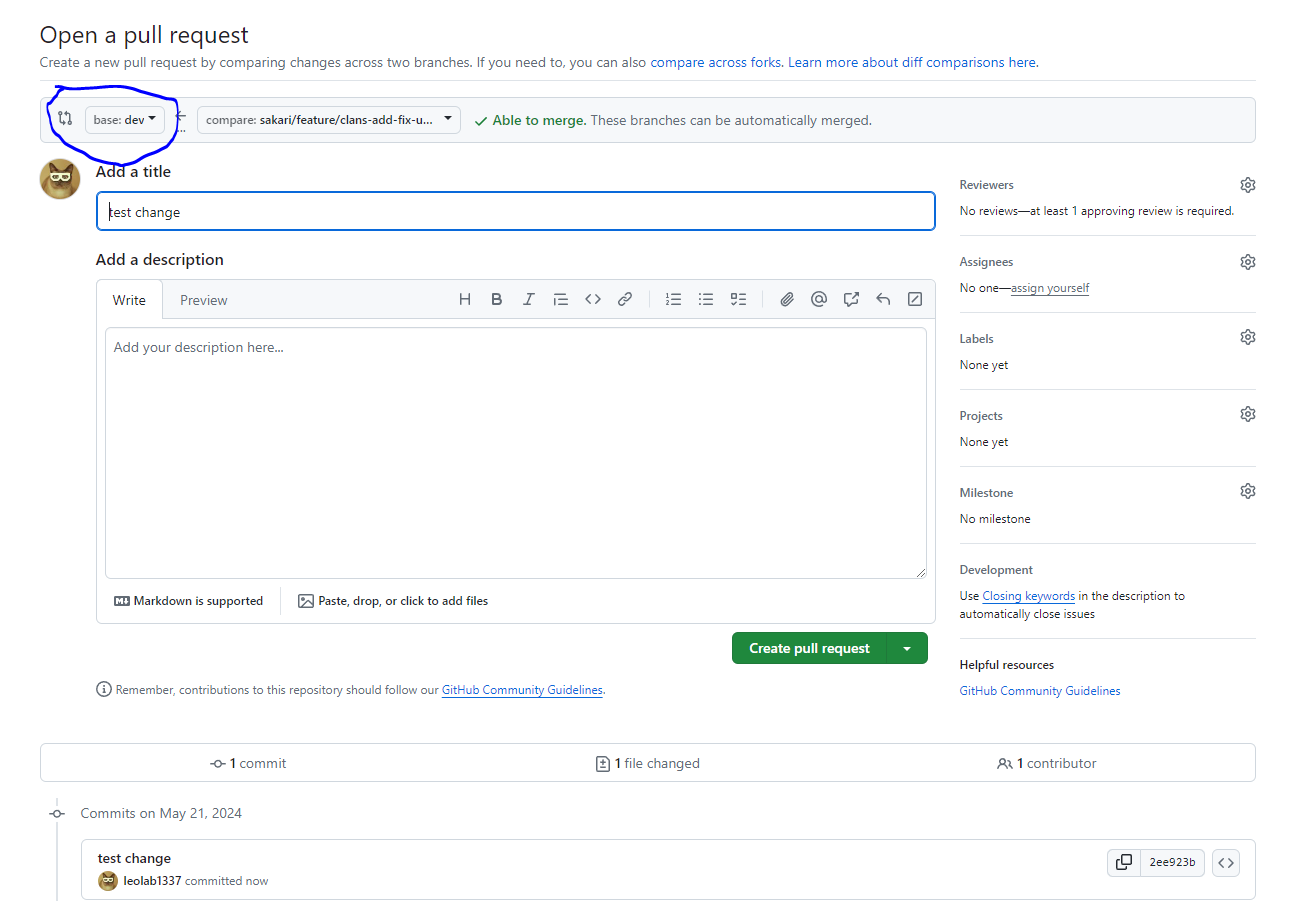 Open a pull request
Create a new pull request by comparing changes across two branches. If you need to, you can also compare across forks. Learn more about diff comparisons here.
base: dev
compare: sakari/feature/clans-add-fix-u...
Able to merge. These branches can be automatically merged.
Add a title
test change
Add a description
Write Preview
Add your description here...
Markdown is supported
Paste, drop, or click to add files
Create pull request
Remember, contributions to this repository should follow our GitHub Community Guidelines.
Reviewers
No reviews—at least 1 approving review is required.
Assignees
No one—assign yourself
Labels
None yet
Projects
None yet
Milestone
No milestone
Development
Use Closing keywords in the description to
automatically close issues
Helpful resources
GitHub Community Guidelines
1 commit
1 file changed
1 contributor
Commits on May 21, 2024
test change
leolab1337 committed now
2ee923b